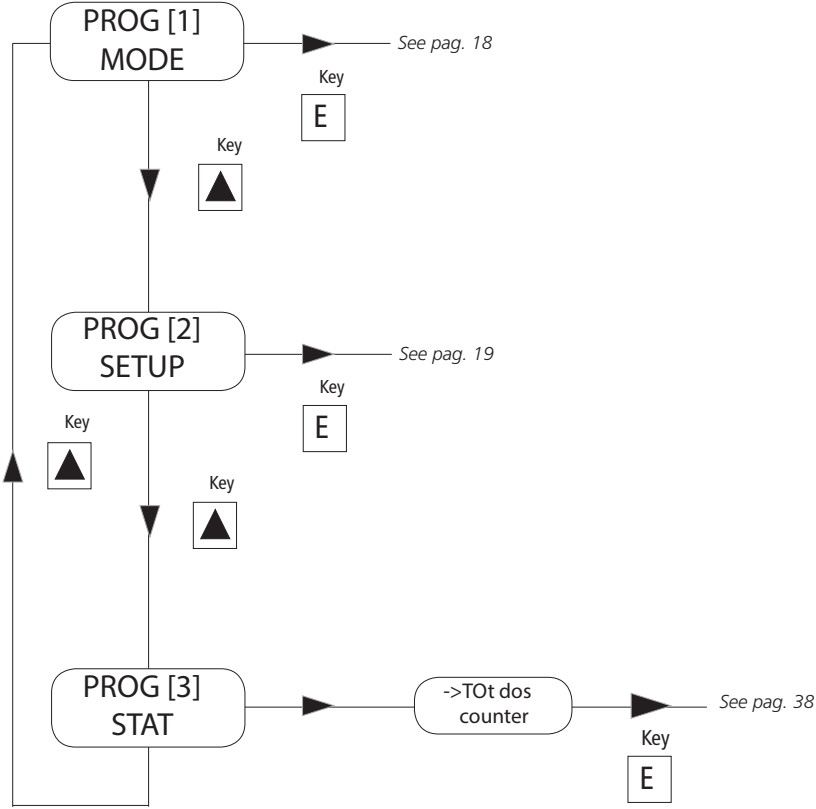 PROG [1]
MODE
See pag. 18
Key
E
Key
PROG [2]
SETUP
See pag. 19
Key
E
Key
Key
PROG [3]
STAT
->TOt dos
counter
See pag. 38
Key
E